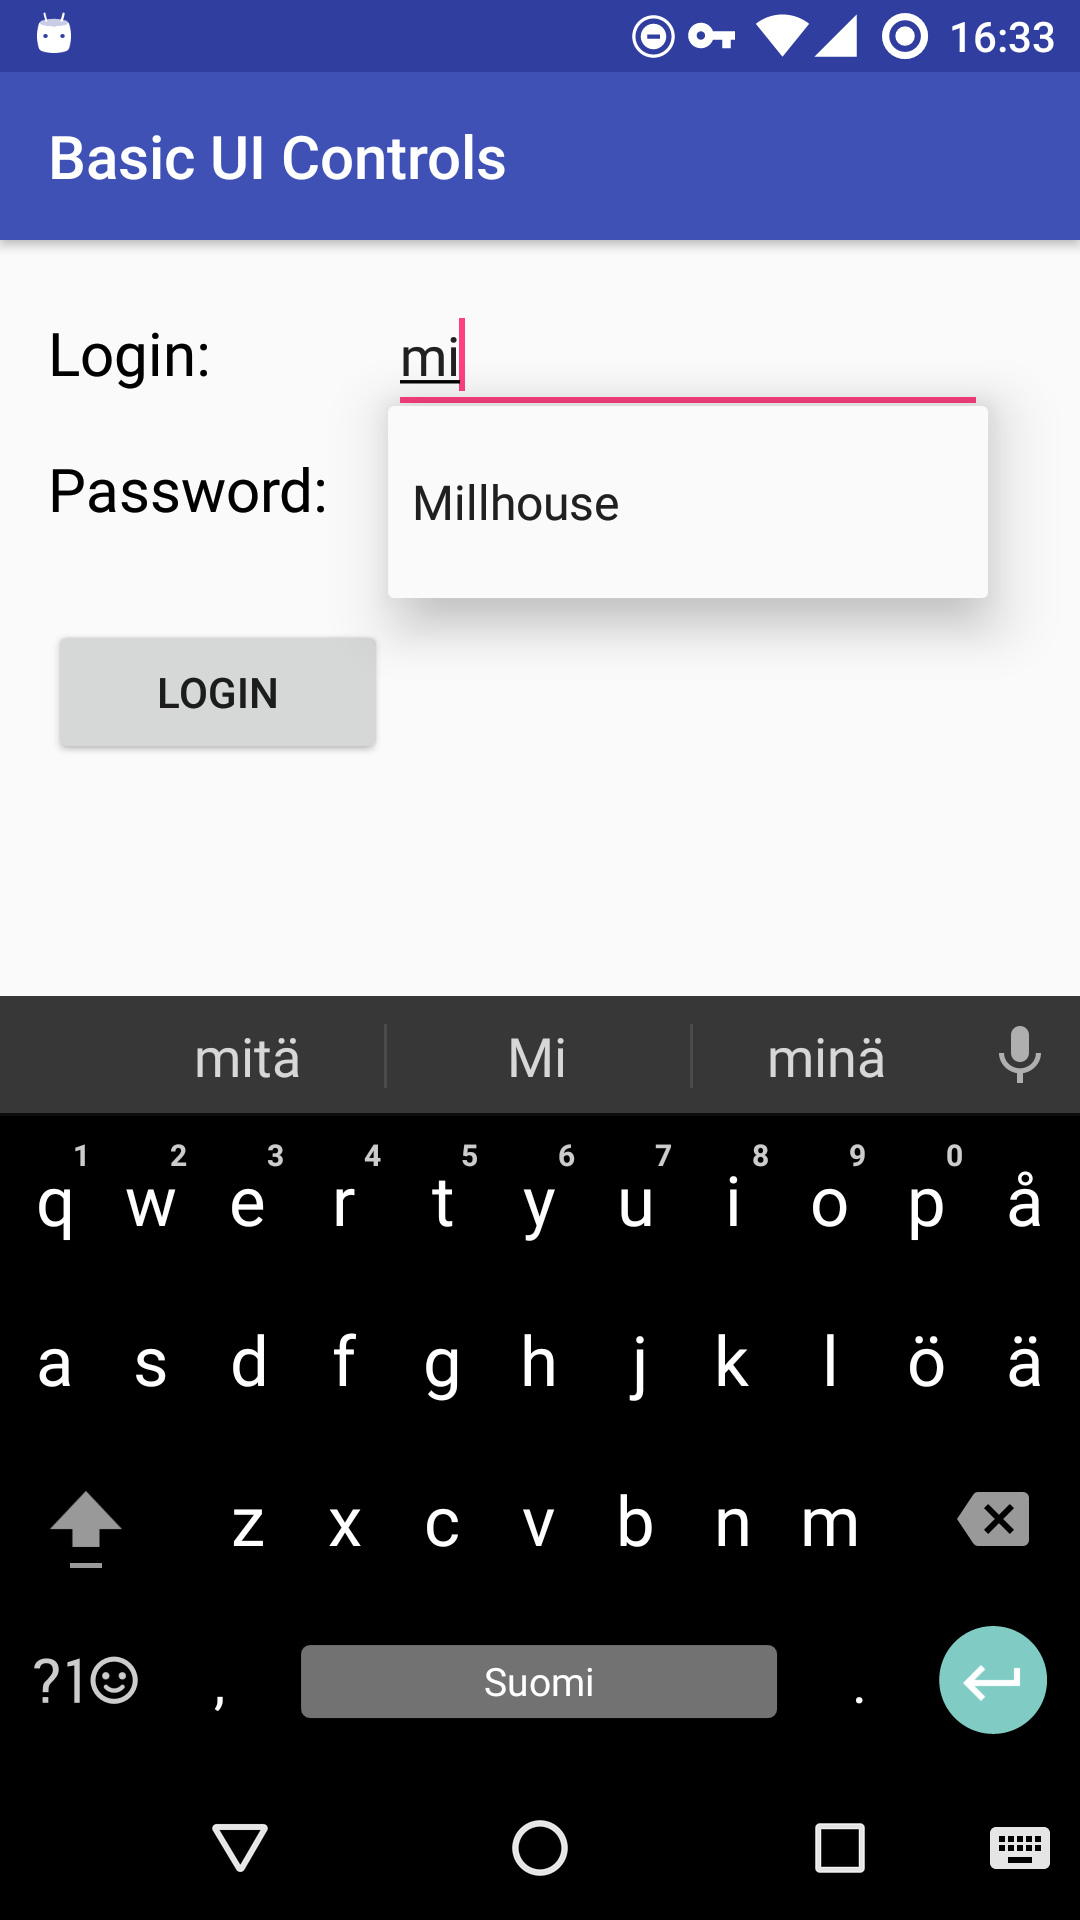 16:33
Basic UI Controls
Login: mi
Millhouse
Password:
LOGIN
mitä Mi minä
1 2 3 4 5 6 7 8 9 0
q w e r t y u i o p å
a s d f g h j k l ö ä
z x c v b n m
?1☺ , Suomi .